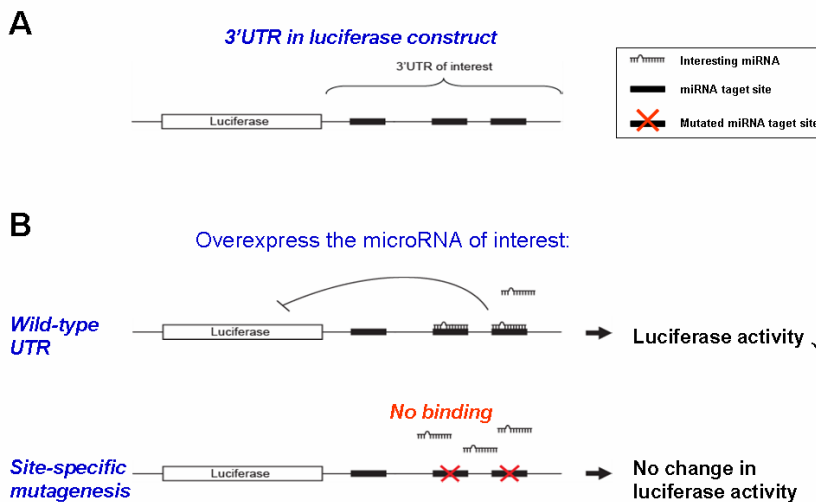 A
3'UTR in luciferase construct
3'UTR of interest
Luciferase
Interesting miRNA
miRNA taget site
Mutated miRNA target site
B
Overexpress the microRNA of interest:
Wild-type
UTR
Luciferase
Luciferase activity
No binding
Site-specific
mutagenesis
Luciferase
No change in
luciferase activity